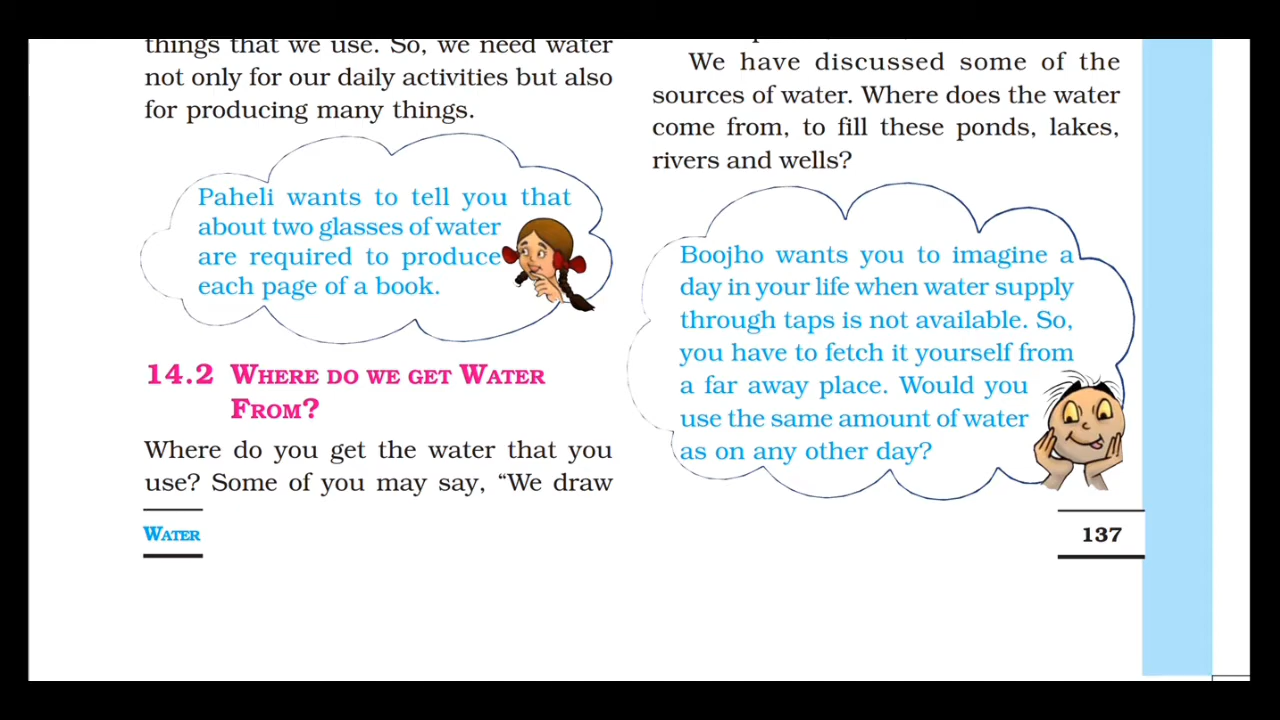 things that we use. So, we need water
not only for our daily activities but also
for producing many things.
Paheli wants to tell you that
about two glasses of water
are required to produce
each page of a book.
14.2 WHERE DO WE GET WATER
FROM?
Where do you get the water that you
use? Some of you may say, “We draw
We have discussed some of the
sources of water. Where does the water
come from, to fill these ponds, lakes,
rivers and wells?
Boojho wants you to imagine a
day in your life when water supply
through taps is not available. So,
you have to fetch it yourself from
a far away place. Would you
use the same amount of water
as on any other day?
WATER
137